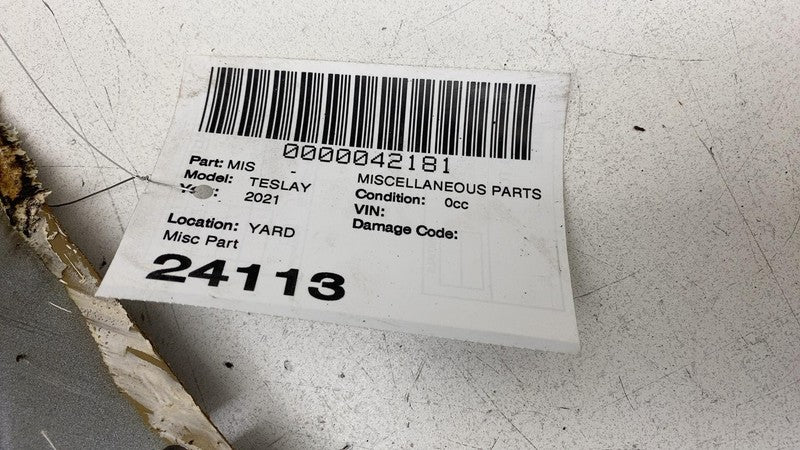 0000042181
Part: MIS - MISCELLANEOUS PARTS
Model: TESLAY Condition: 0cc
2021 VIN:
Location: YARD Damage Code:
Misc Part
24113